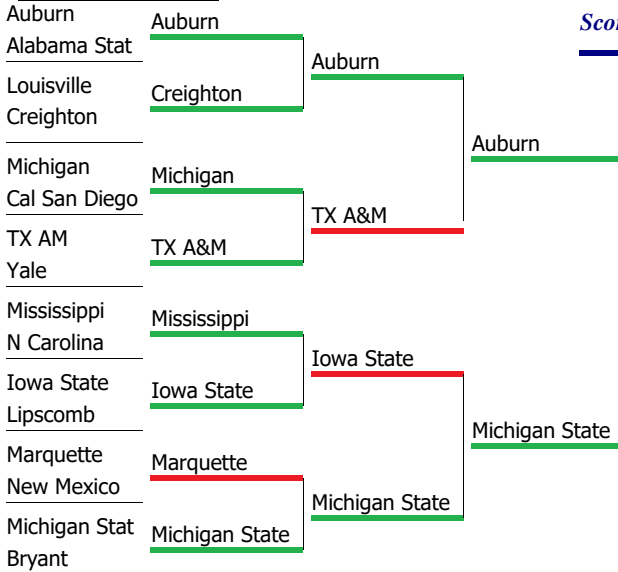 Auburn
Alabama Stat
Louisville
Creighton
Michigan
Cal San Diego
TX AM
Yale
Mississippi
N Carolina
Iowa State
Lipscomb
Marquette
New Mexico
Michigan Stat
Bryant
Auburn
Creighton
Michigan
TX A&M
Mississippi
Iowa State
Marquette
Michigan State
Auburn
TX A&M
Iowa State
Michigan State
Auburn
Michigan State